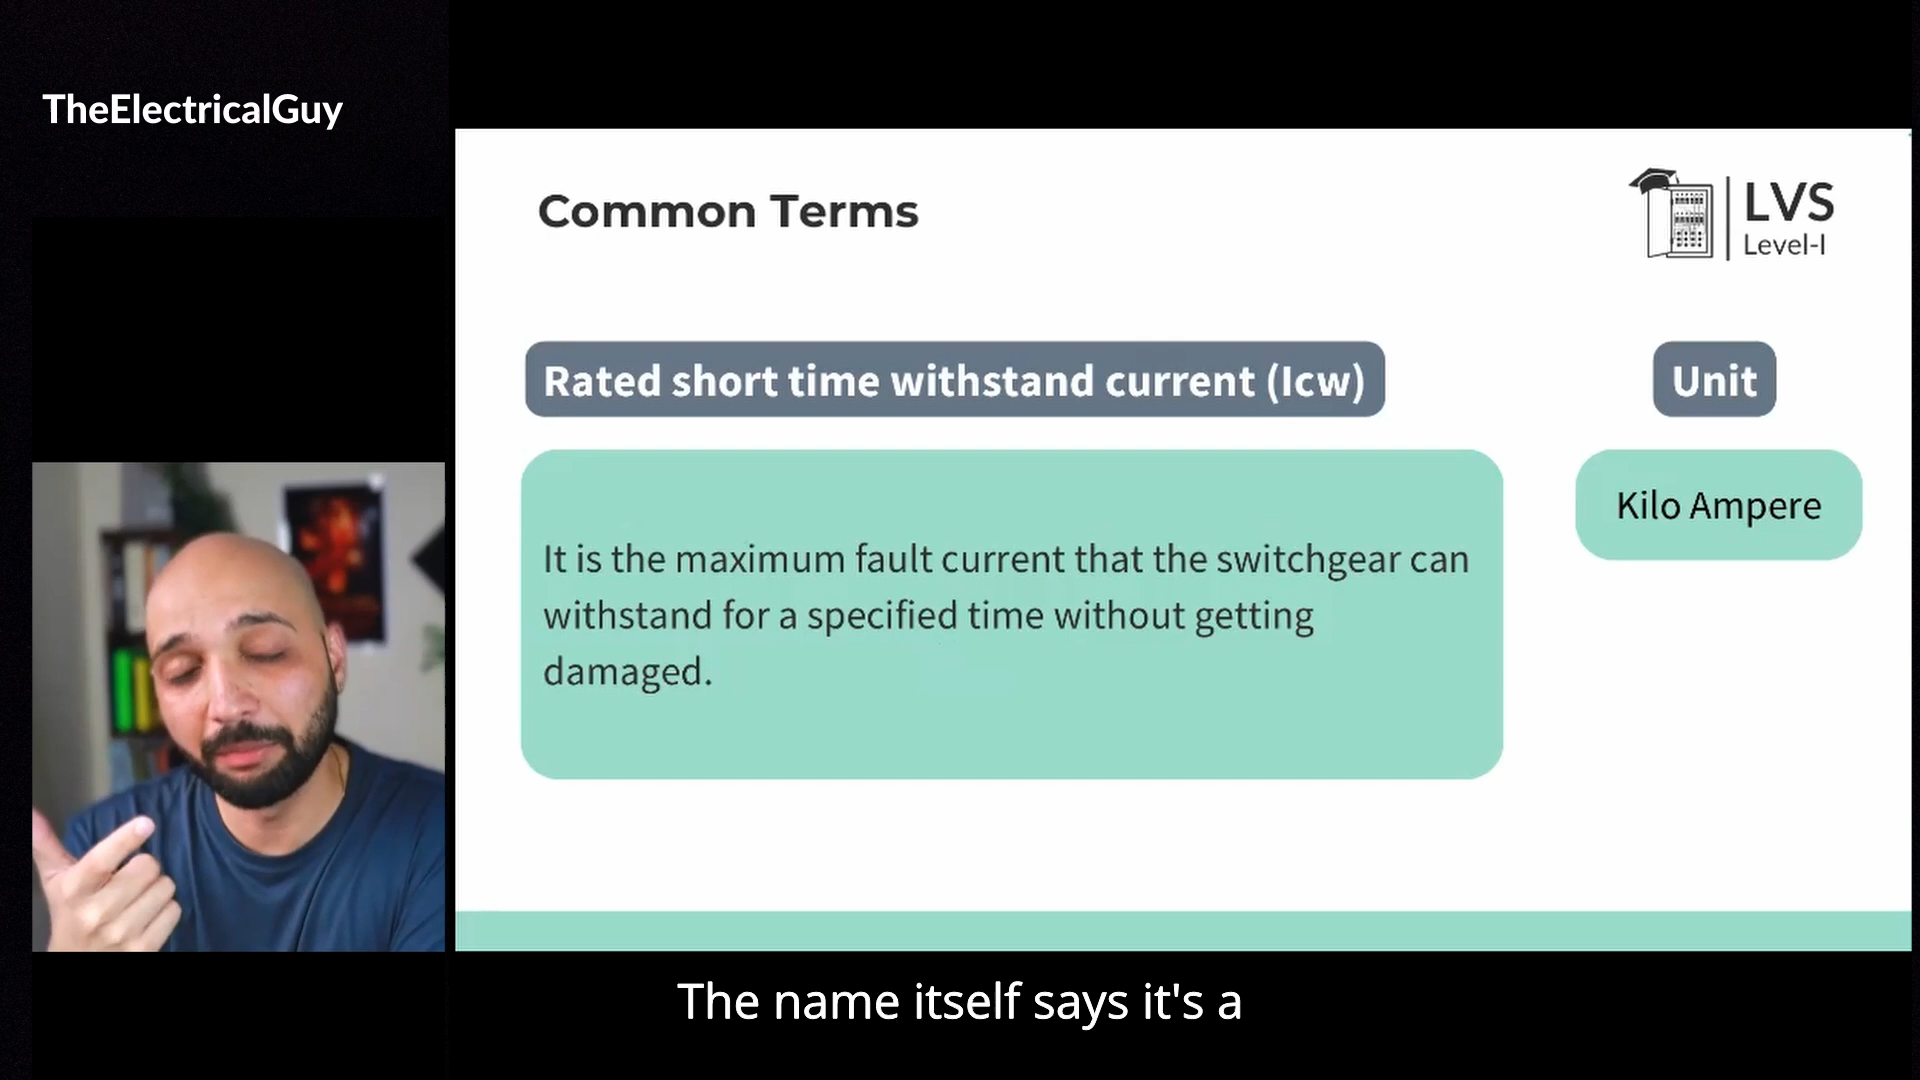 TheElectricalGuy
Common Terms
LVS
Level-I
Rated short time withstand current (Icw)
Unit
It is the maximum fault current that the switchgear can
withstand for a specified time without getting
damaged.
Kilo Ampere
The name itself says it's a